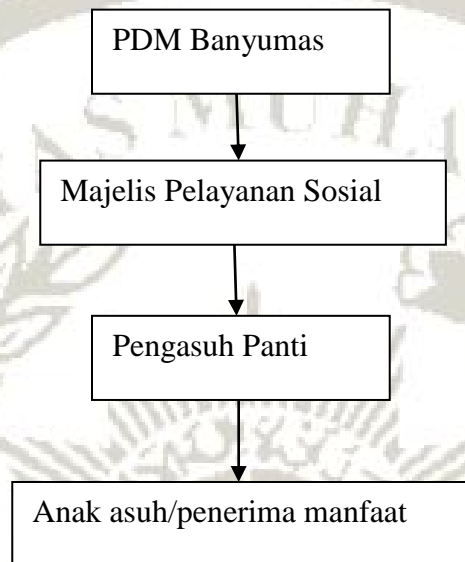 PDM Banyumas
Majelis Pelayanan Sosial
Pengasuh Panti
Anak asuh/penerima manfaat